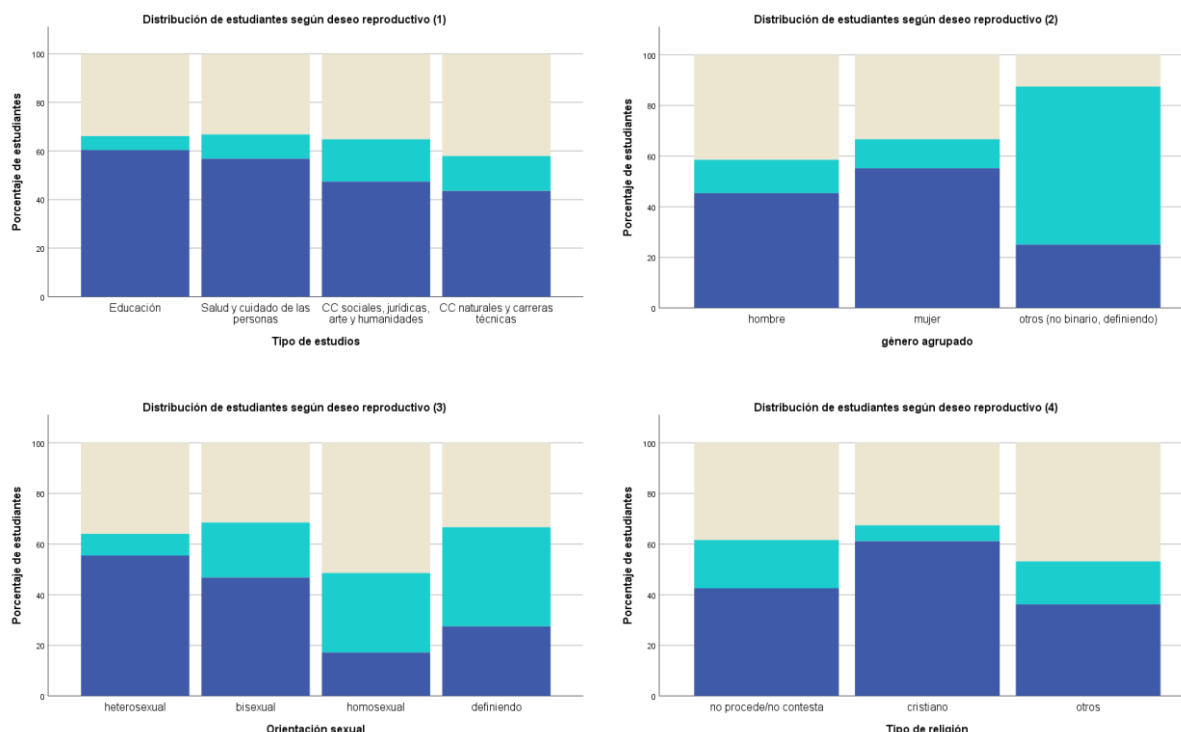 Distribución de estudiantes según deseo reproductivo (1)
Porcentaje de estudiantes
100
80
60
40
20
0
Educación
Salud y cuidado de las
personas
CC sociales, jurídicas,
arte y humanidades
CC naturales y carreras
técnicas
Tipo de estudios
Distribución de estudiantes según deseo reproductivo (2)
Porcentaje de estudiantes
100
80
60
40
20
0
hombre
mujer
otros (no binario, definiendo)
género agrupado
Distribución de estudiantes según deseo reproductivo (3)
Porcentaje de estudiantes
100
80
60
40
20
0
heterosexual
bisexual
homosexual
definiendo
Orientación sexual
Distribución de estudiantes según deseo reproductivo (4)
Porcentaje de estudiantes
100
80
60
40
20
0
no procede/no contesta
cristiano
otros
Tipo de religión